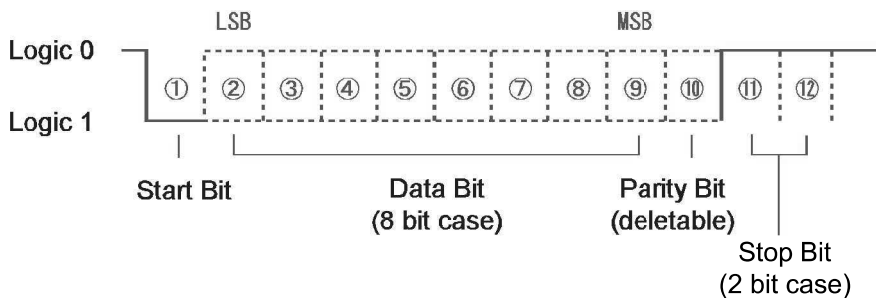 LSB MSB
Logic 0
① ② ③ ④ ⑤ ⑥ ⑦ ⑧ ⑨ ⑩ ⑪ ⑫
Logic 1
Start Bit Data Bit Parity Bit
(8 bit case) (deletable)
Stop Bit
(2 bit case)